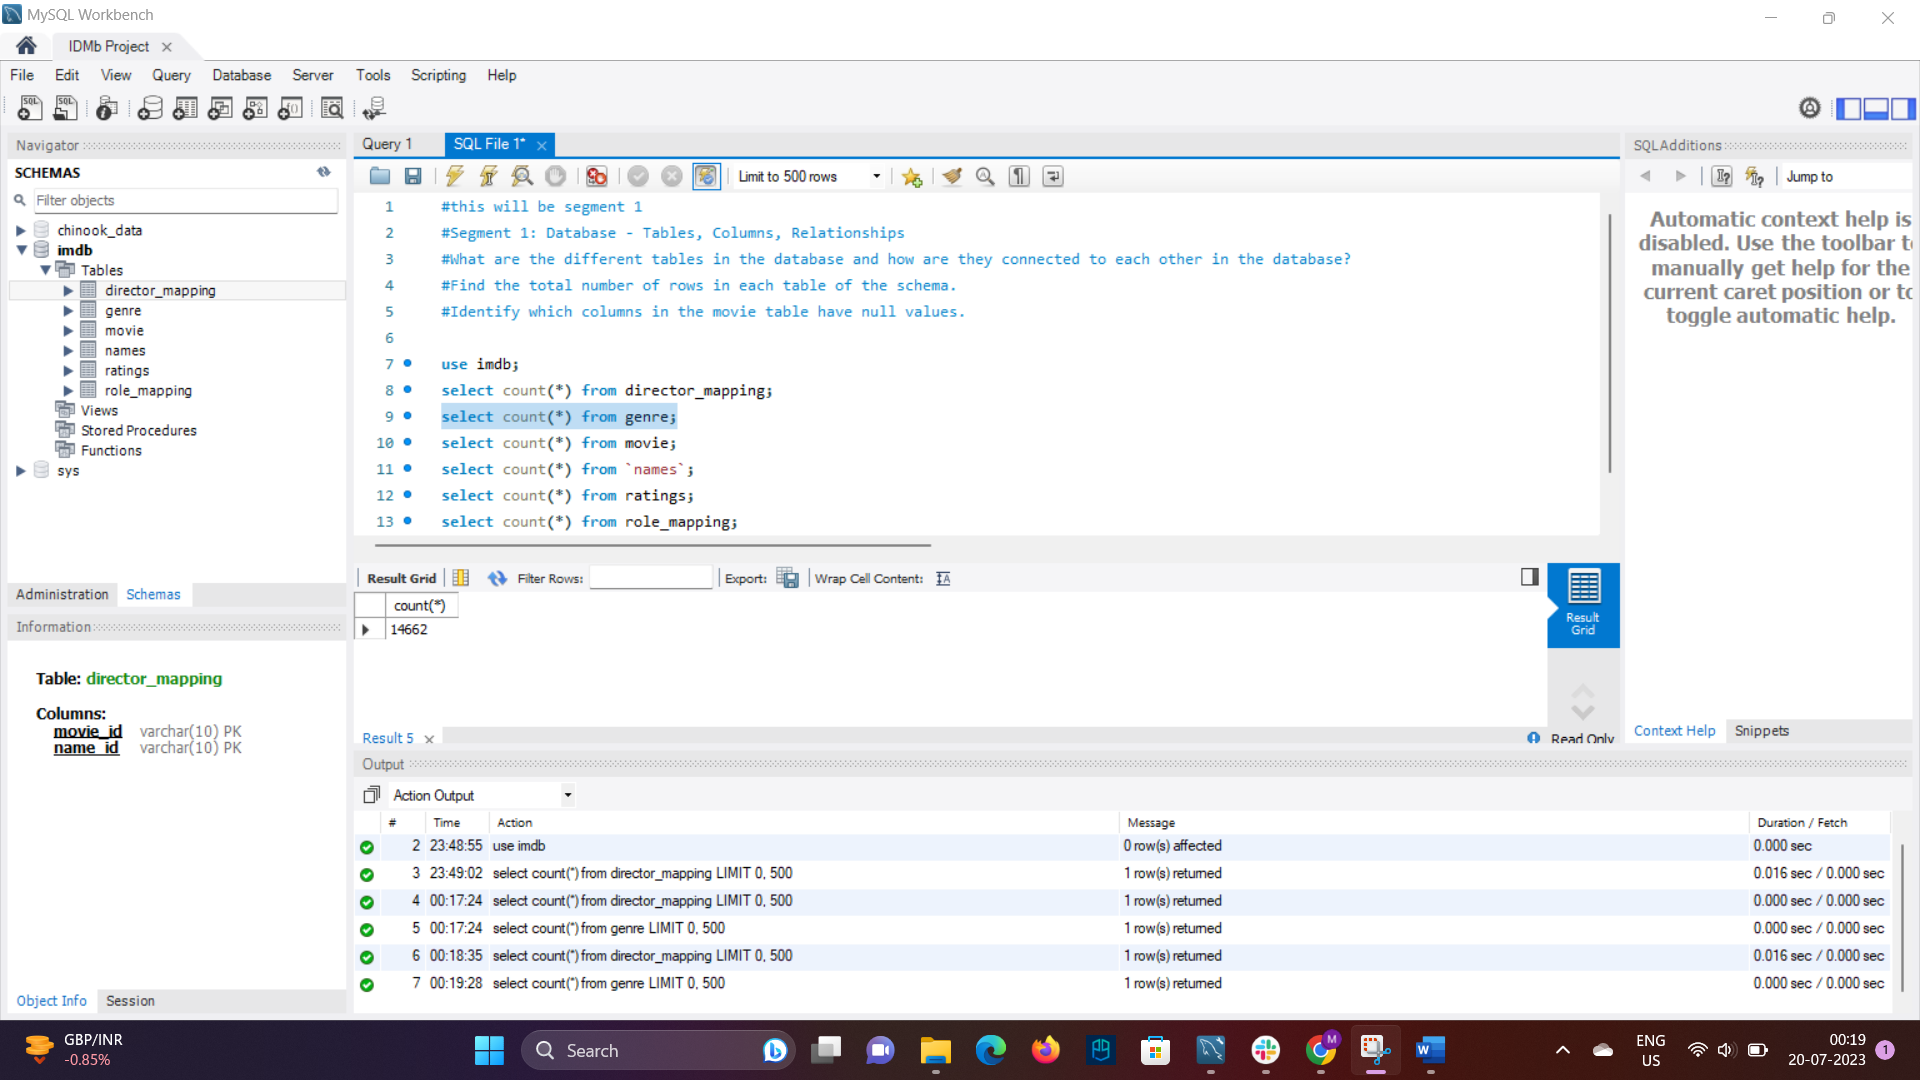 MySQL Workbench
IDMb Project
File Edit View Query Database Server Tools Scripting Help
Navigator
SCHEMAS
Filter objects
chinook_data
imdb
Tables
director_mapping
genre
movie
names
ratings
role_mapping
Views
Stored Procedures
Functions
sys
Administration Schemas
Information
Table: director_mapping
Columns:
movie_id varchar(10) PK
name_id varchar(10) PK
Object Info Session
Query 1 SQL File 1*
Limit to 500 rows
1 #this will be segment 1
2 #Segment 1: Database - Tables, Columns, Relationships
3 #What are the different tables in the database and how are they connected to each other in the database?
4 #Find the total number of rows in each table of the schema.
5 #Identify which columns in the movie table have null values.
6
7 use imdb;
8 select count(*) from director_mapping;
9 select count(*) from genre;
10 select count(*) from movie;
11 select count(*) from `names`;
12 select count(*) from ratings;
13 select count(*) from role_mapping;
Result Grid Filter Rows: Export: Wrap Cell Content:
count(*)
14662
Result
Grid
Result 5
Read Only
SQLAdditions
Jump to
Automatic context help is
disabled. Use the toolbar t
manually get help for the
current caret position or to
toggle automatic help.
Context Help Snippets
Output
Action Output
# Time Action Message Duration / Fetch
2 23:48:55 use imdb 0 row(s) affected 0.000 sec
3 23:49:02 select count(*) from director_mapping LIMIT 0, 500 1 row(s) returned 0.016 sec / 0.000 sec
4 00:17:24 select count(*) from director_mapping LIMIT 0, 500 1 row(s) returned 0.000 sec / 0.000 sec
5 00:17:24 select count(*) from genre LIMIT 0, 500 1 row(s) returned 0.000 sec / 0.000 sec
6 00:18:35 select count(*) from director_mapping LIMIT 0, 500 1 row(s) returned 0.016 sec / 0.000 sec
7 00:19:28 select count(*) from genre LIMIT 0, 500 1 row(s) returned 0.000 sec / 0.000 sec
GBP/INR
-0.85%
Search
M
ENG
US
00:19
20-07-2023
1